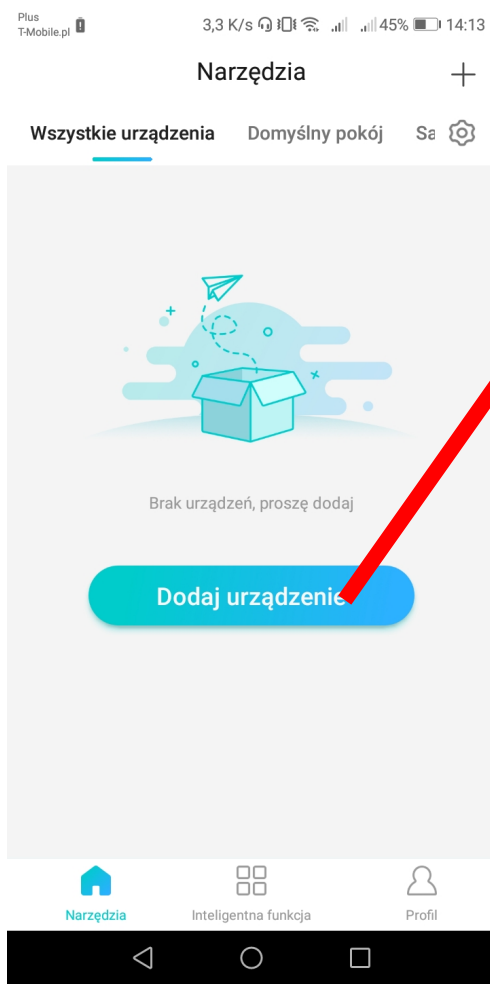 Plus
T-Mobile.pl
3,3 K/s 45% 14:13
Narzędzia
Wszystkie urządzenia Domyślny pokój Sa
Brak urządzeń, proszę dodaj
Dodaj urządzenie
Narzędzia Inteligentna funkcja Profil